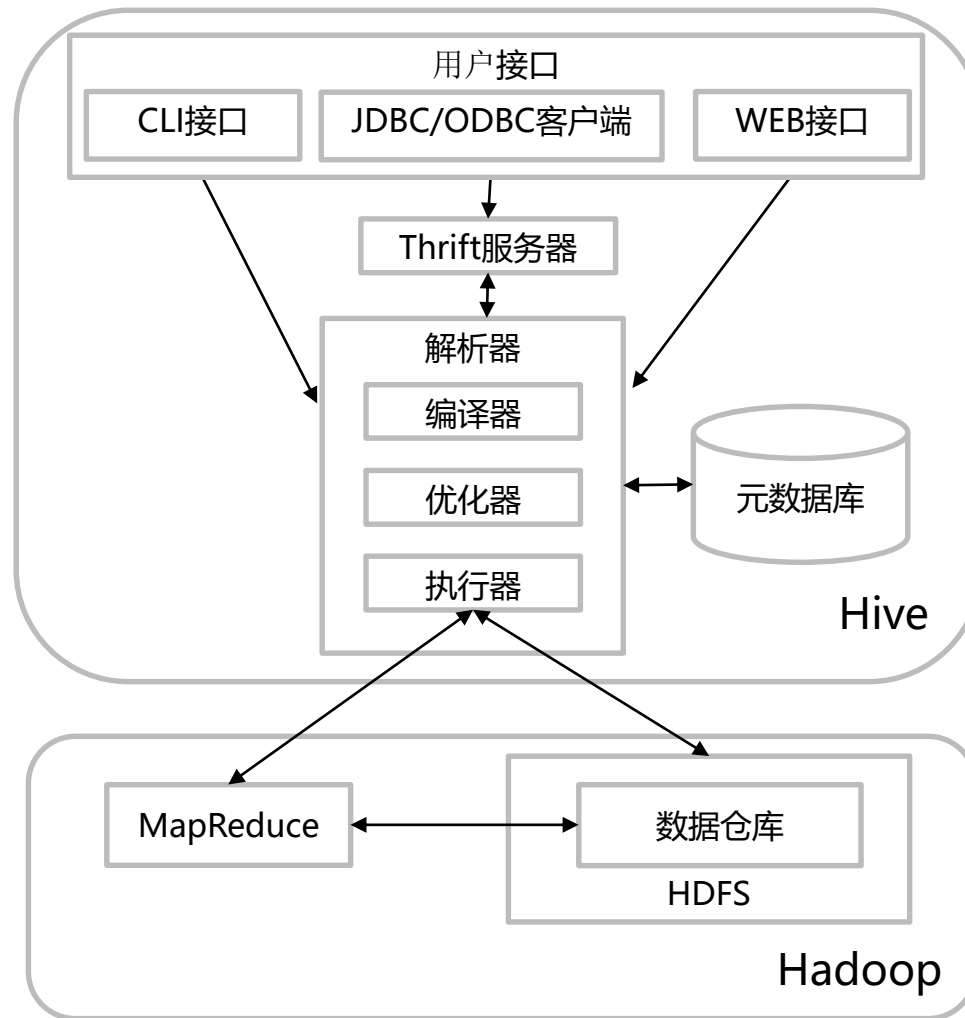 用户接口
CLI接口
JDBC/ODBC客户端
WEB接口
Thrift服务器
解析器
编译器
优化器
元数据库
执行器
Hive
MapReduce
数据仓库
HDFS
Hadoop